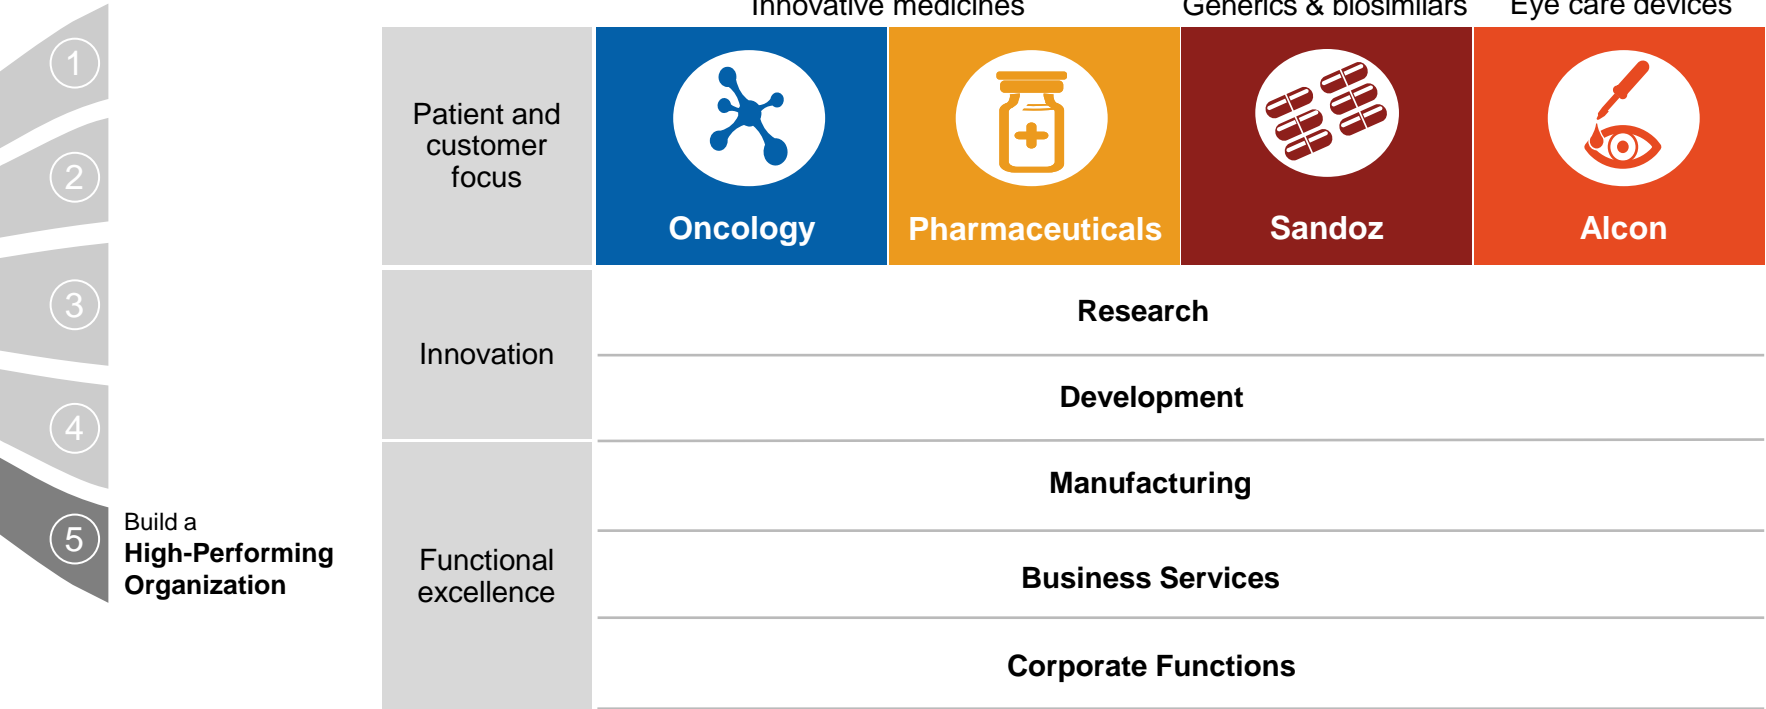 Innovative medicines
Generics & biosimilars
Eye care devices
1
2
3
4
5
Build a
High-Performing
Organization
Patient and
customer
focus
Oncology
Pharmaceuticals
Sandoz
Alcon
Innovation
Research
Development
Functional
excellence
Manufacturing
Business Services
Corporate Functions